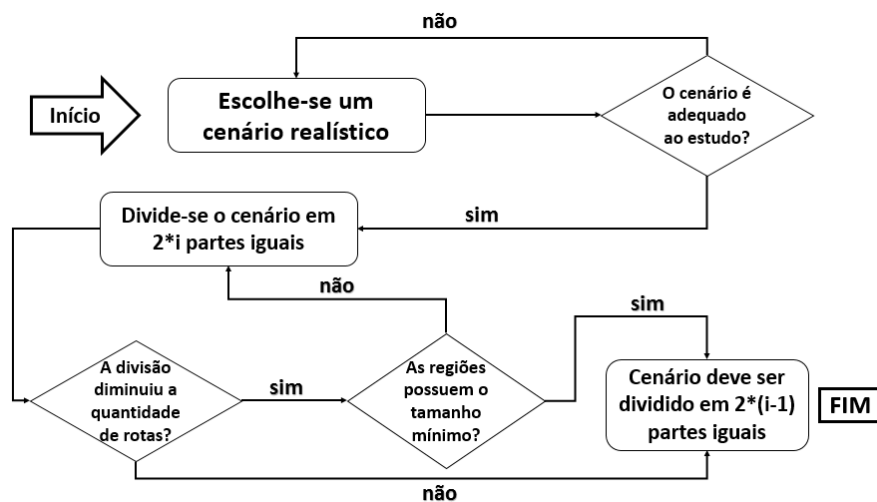 não
Início
Escolhe-se um
cenário realístico
O cenário é
adequado
ao estudo?
Divide-se o cenário em
2*i partes iguais
sim
não
sim
A divisão
diminuiu a
quantidade
de rotas?
sim
As regiões
possuem o
tamanho
mínimo?
Cenário deve ser
dividido em 2*(i-1)
partes iguais
FIM
não